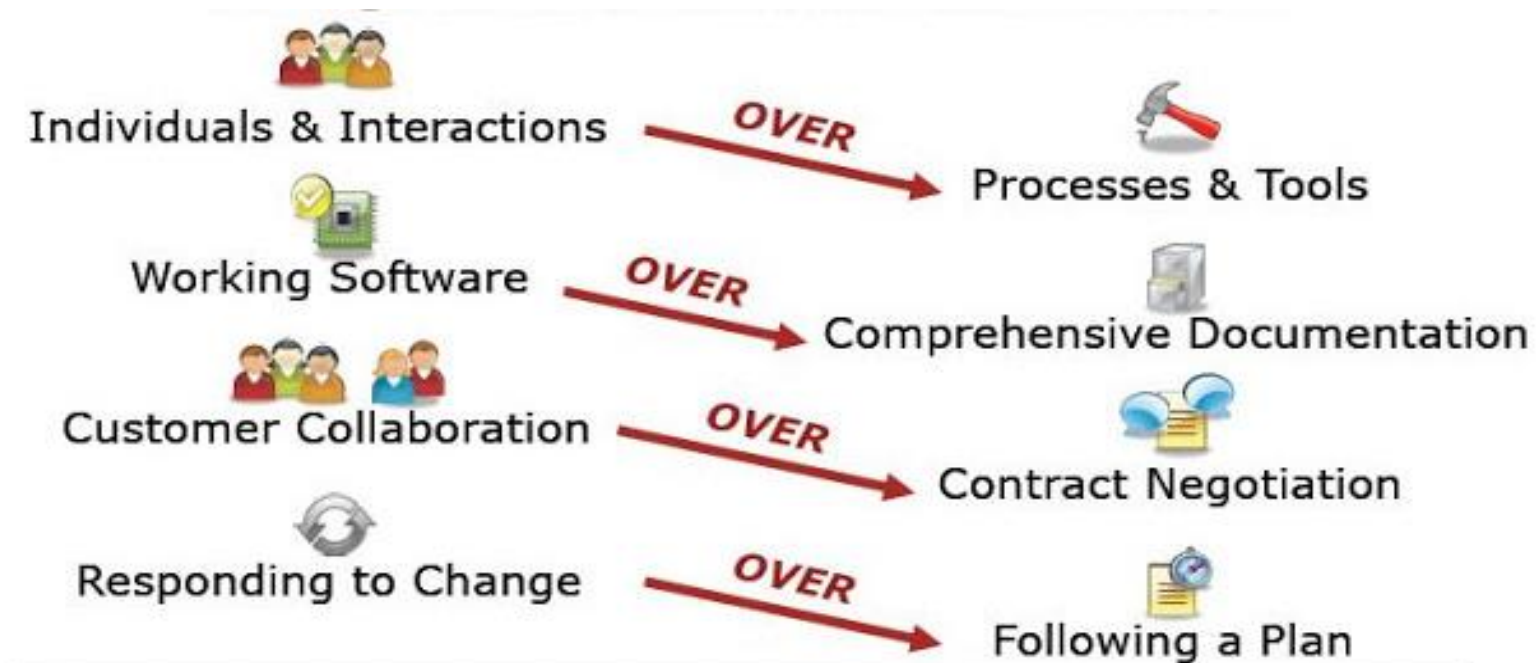 Individuals & Interactions
OVER
Processes & Tools
Working Software
OVER
Comprehensive Documentation
Customer Collaboration
OVER
Contract Negotiation
Responding to Change
OVER
Following a Plan